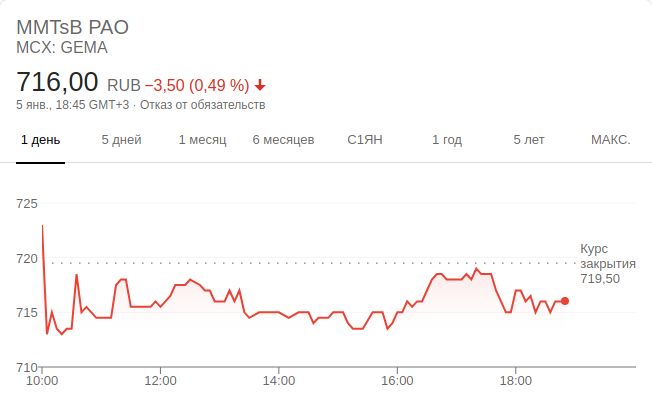 MMTsB PAO
MCX: GEMA
716,00 RUB −3,50 (0,49 %)
5 янв., 18:45 GMT+3 · Отказ от обязательств
1 день 5 дней 1 месяц 6 месяцев С1ЯН 1 год 5 лет МАКС.
725
720
715
710
Курс
закрытия
719,50
10:00 12:00 14:00 16:00 18:00